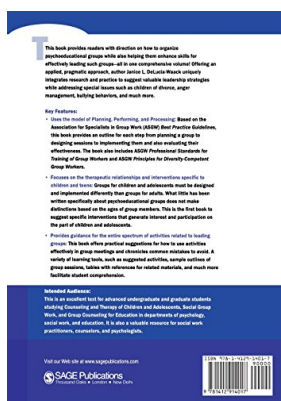 This book provides readers with direction on how to organize
psychoeducational groups while also helping them enhance skills for
effectively leading such groups—all in one comprehensive volume! Offering an
applied, pragmatic approach, author Janice L. DeLucia-Waack uniquely
integrates research and practice to suggest valuable leadership strategies
while addressing special issues such as children of divorce, anger
management, bullying behaviors, and much more.
Key Features:
• Uses the model of Planning, Performing, and Processing: Based on the
Association for Specialists in Group Work (ASGW) Best Practice Guidelines,
this book provides an outline for each step from planning a group to
designing sessions to implementing them and also evaluating their
effectiveness. The book also includes ASGW Professional Standards for
Training of Group Workers and ASGW Principles for Diversity-Competent
Group Workers.
• Focuses on the therapeutic relationships and interventions specific to
children and teens: Groups for children and adolescents must be designed
and implemented differently than groups for adults. What little has been
written specifically about psychoeducational groups does not make
distinctions based on the ages of group members. This is the first book to
suggest specific interventions that generate interest and participation on
the part of children and adolescents.
• Provides guidance for the entire spectrum of activities related to leading
groups: This book offers practical suggestions for how to use activities
effectively in group meetings and chronicles common mistakes to avoid. A
variety of learning tools, such as suggested activities, sample outlines of
group sessions, tables with references for related materials, and much more
facilitate student comprehension.
Intended Audience:
This is an excellent text for advanced undergraduate and graduate students
studying Counseling and Therapy of Children and Adolescents, Social Group
Work, and Group Counseling for Education in departments of psychology,
social work, and education. It is also a valuable resource for social work
practitioners, counselors, and psychologists.
Visit our Web site at www.sagepublications.com
SAGE Publications
Thousand Oaks • London • New Delhi
ISBN 978-1-4129-1401-7
90000
9 781412 914017